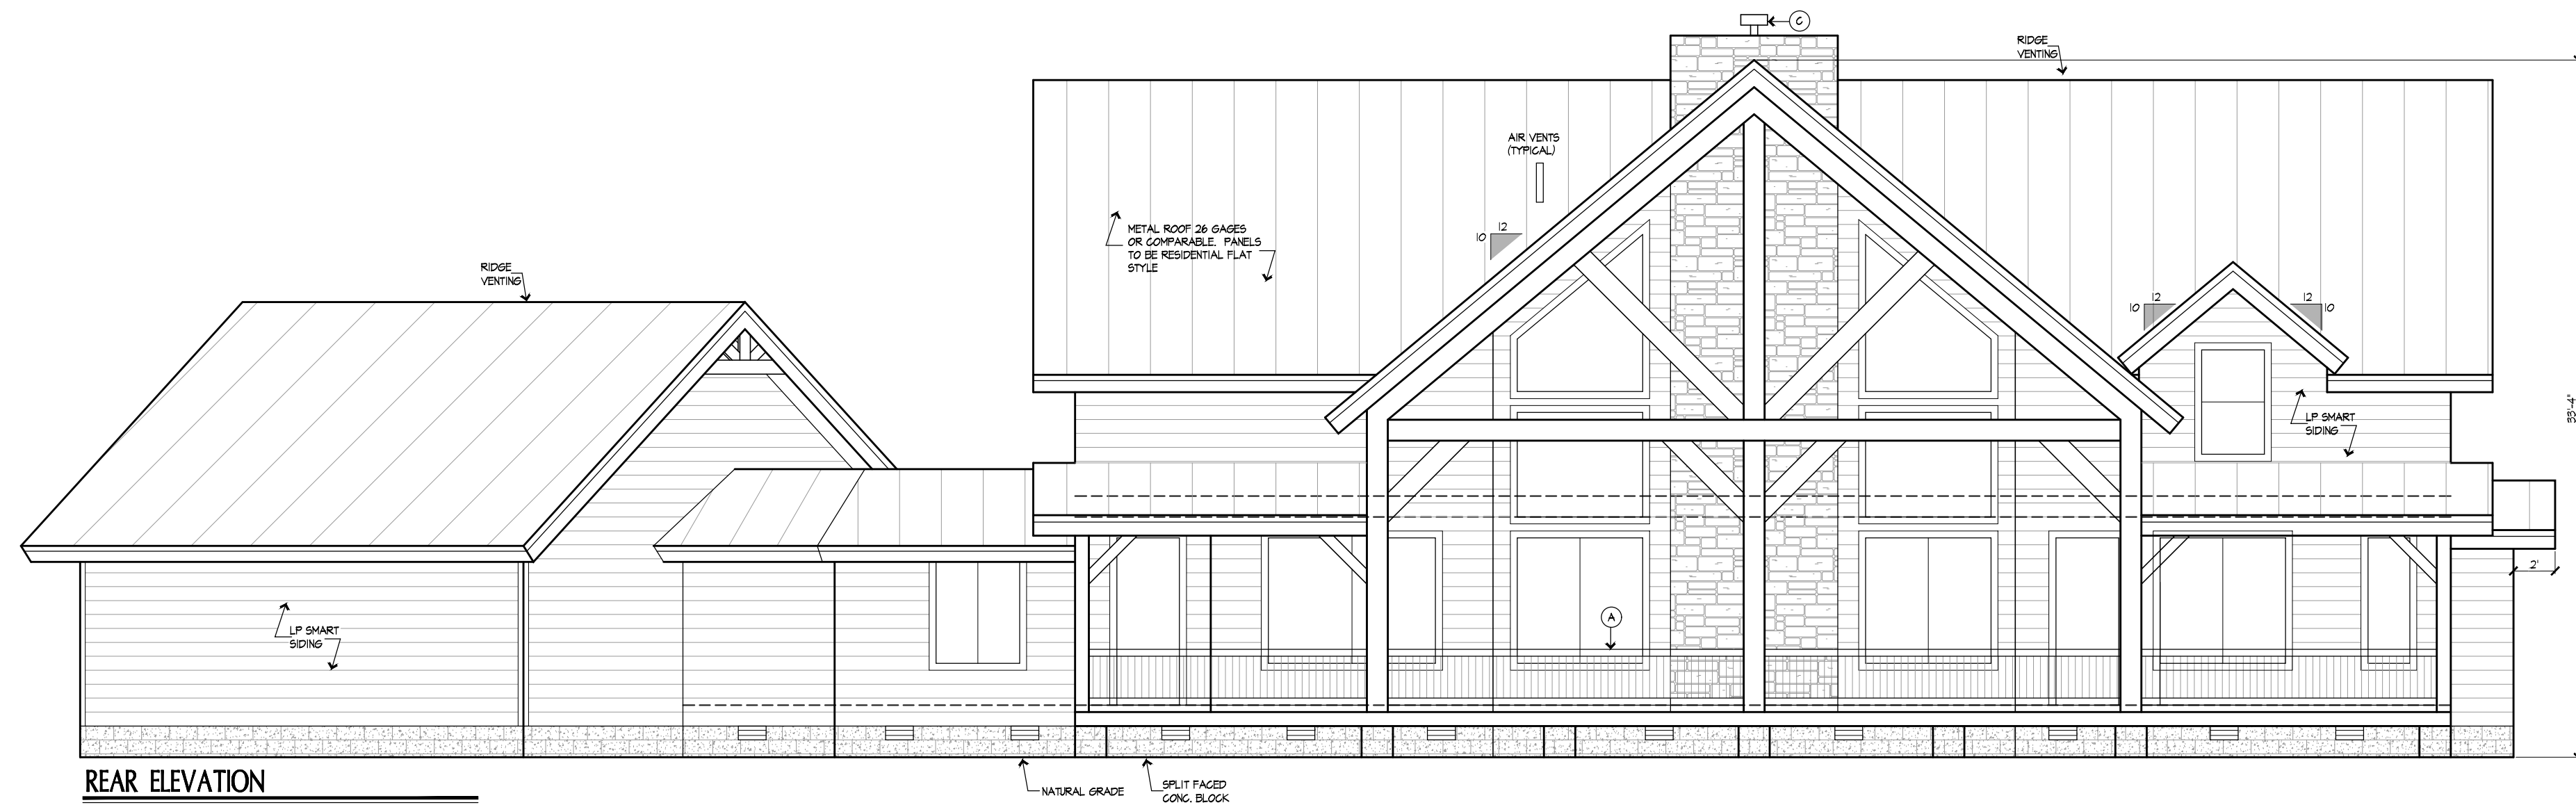 C
RIDGE
VENTING
AIR VENTS
(TYPICAL)
METAL ROOF 26 GAGES
OR COMPARABLE. PANELS
TO BE RESIDENTIAL FLAT
STYLE
12
10
RIDGE
VENTING
12
10
12
10
LP SMART
SIDING
33'-4"
2'
A
LP SMART
SIDING
REAR ELEVATION
NATURAL GRADE
SPLIT FACED
CONC. BLOCK